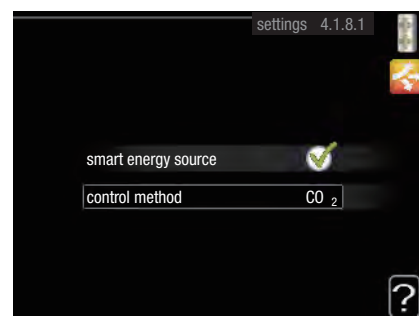 settings 4.1.8.1
smart energy source
control method CO 2
?